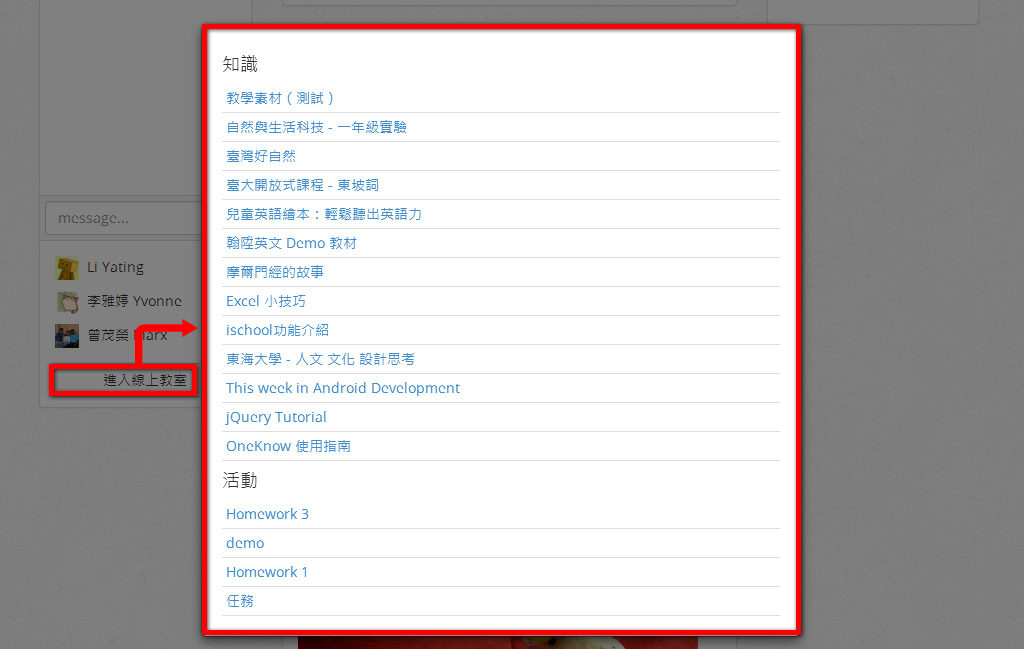 知識
教學素材 ( 測試 )
自然與生活科技 - 一年級實驗
臺灣好自然
臺大開放式課程 - 東坡詞
兒童英語繪本：輕鬆聽出英語力
翰陞英文 Demo 教材
摩爾門經的故事
Excel 小技巧
ischool功能介紹
東海大學 - 人文 文化 設計思考
This week in Android Development
jQuery Tutorial
OneKnow 使用指南
活動
Homework 3
demo
Homework 1
任務
message...
Li Yating
李雅婷 Yvonne
曾茂榮 Marx
進入線上教室